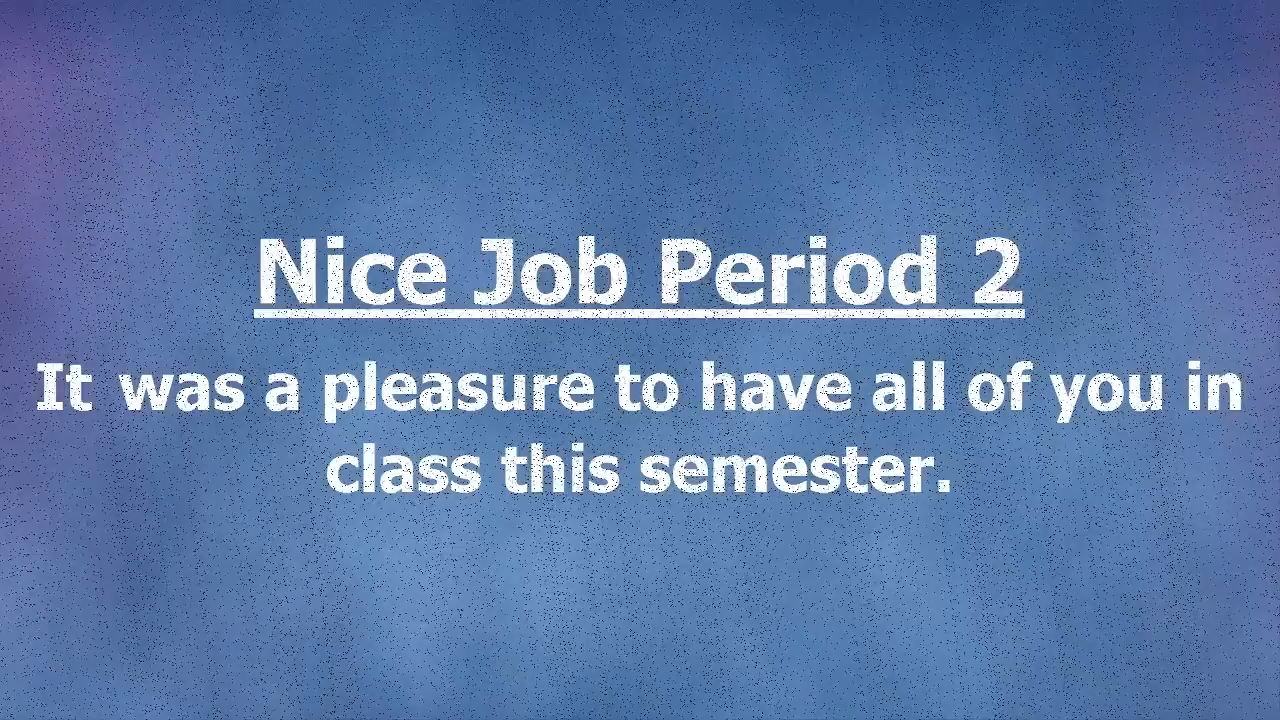 Nice Job Period 2
It was a pleasure to have all of you in
class this semester.